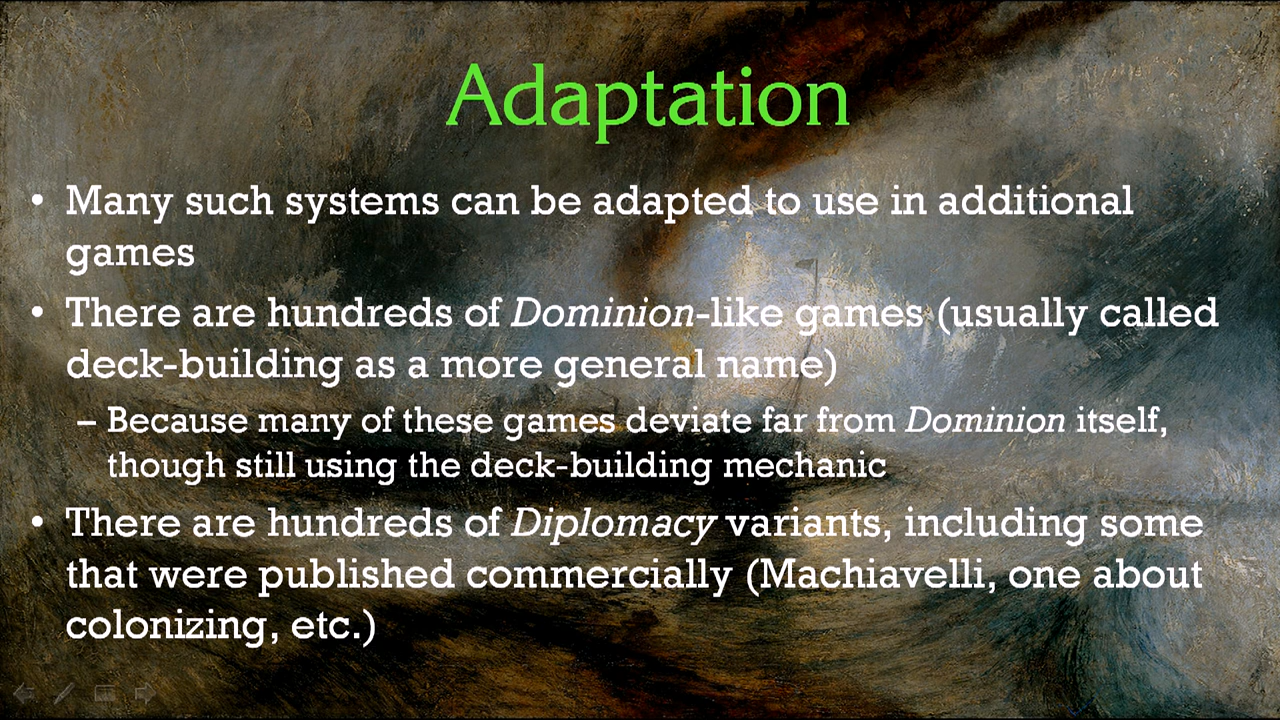 Adaptation
• Many such systems can be adapted to use in additional
games
• There are hundreds of Dominion-like games (usually called
deck-building as a more general name)
– Because many of these games deviate far from Dominion itself,
though still using the deck-building mechanic
• There are hundreds of Diplomacy variants, including some
that were published commercially (Machiavelli, one about
colonizing, etc.)